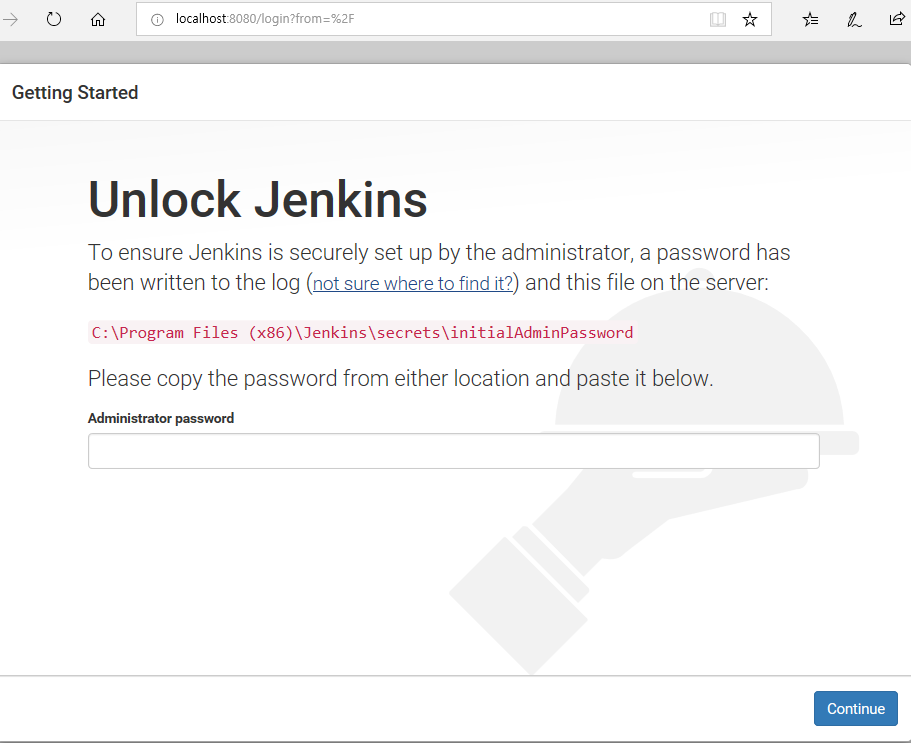 localhost:8080/login?from=%2F
Getting Started
Unlock Jenkins
To ensure Jenkins is securely set up by the administrator, a password has
been written to the log (not sure where to find it?) and this file on the server:
C:\Program Files (x86)\Jenkins\secrets\initialAdminPassword
Please copy the password from either location and paste it below.
Administrator password
Continue